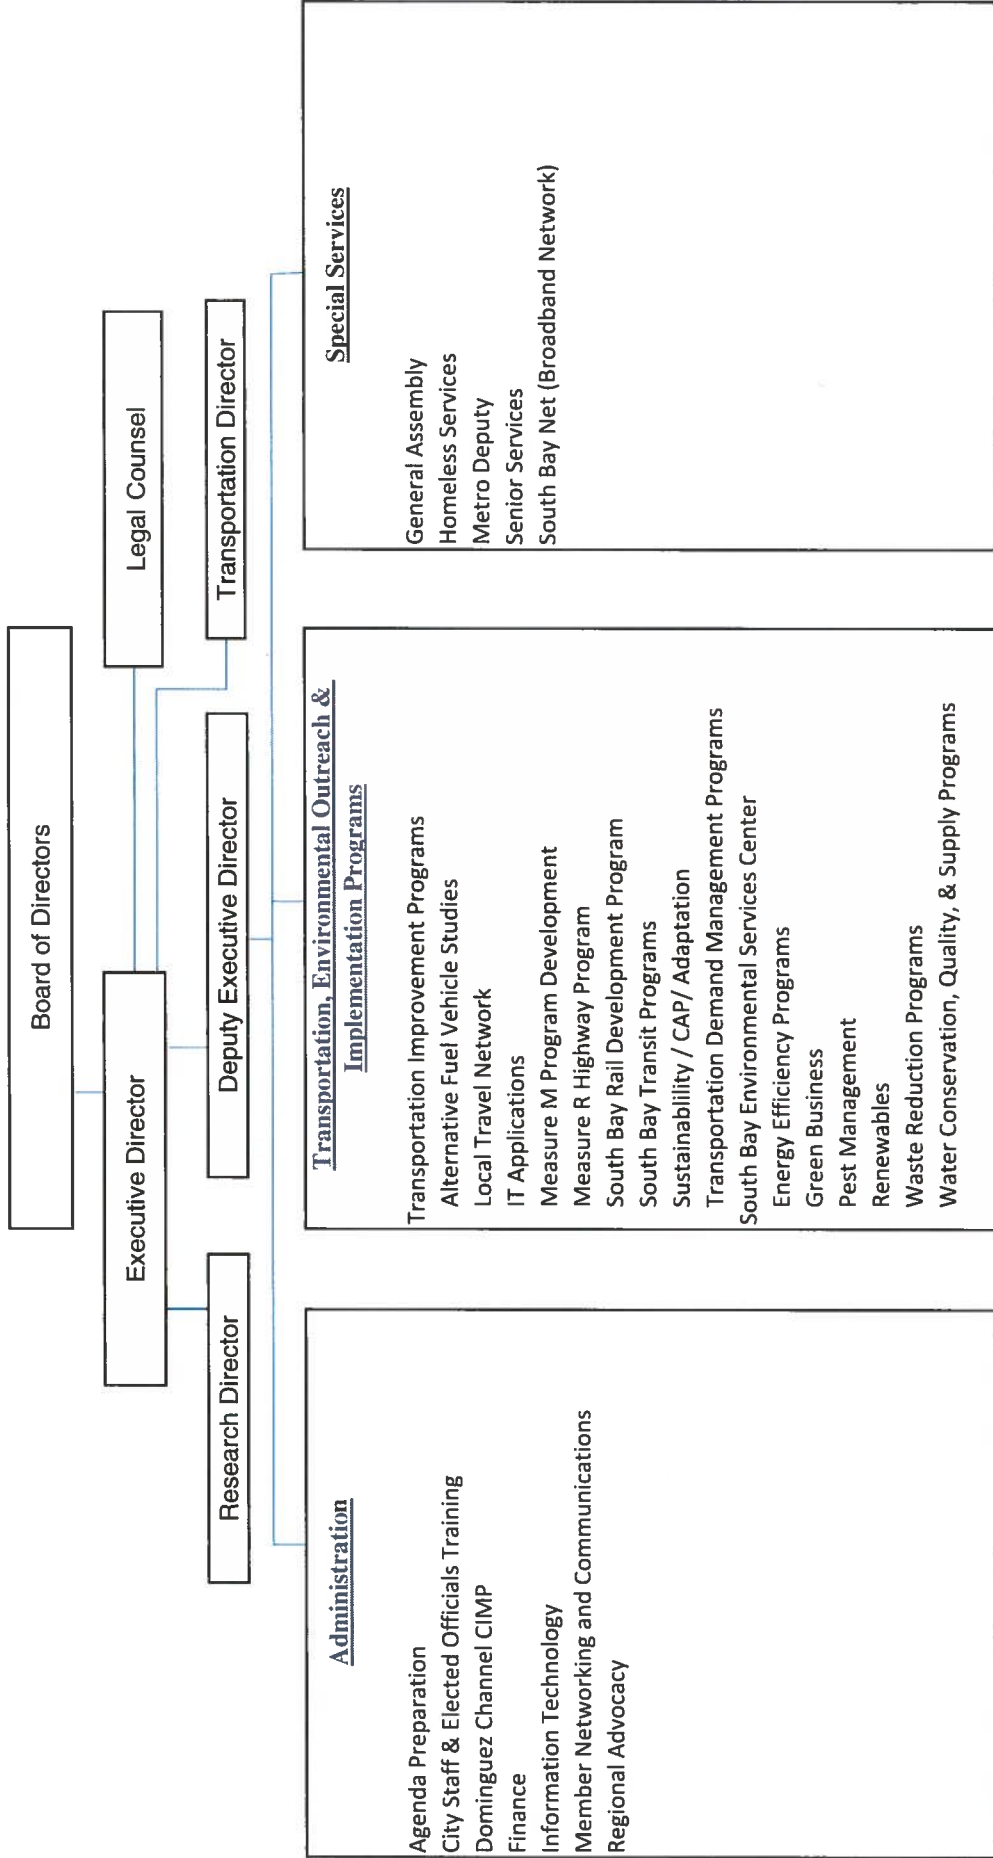 Board of Directors
Executive Director
Legal Counsel
Research Director
Deputy Executive Director
Transportation Director
Administration
Agenda Preparation
City Staff & Elected Officials Training
Dominguez Channel CIMP
Finance
Information Technology
Member Networking and Communications
Regional Advocacy
Transportation, Environmental Outreach &
Implementation Programs
Transportation Improvement Programs
Alternative Fuel Vehicle Studies
Local Travel Network
IT Applications
Measure M Program Development
Measure R Highway Program
South Bay Rail Development Program
South Bay Transit Programs
Sustainablility / CAP/ Adaptation
Transportation Demand Management Programs
South Bay Environmental Services Center
Energy Efficiency Programs
Green Business
Pest Management
Renewables
Waste Reduction Programs
Water Conservation, Quality, & Supply Programs
Special Services
General Assembly
Homeless Services
Metro Deputy
Senior Services
South Bay Net (Broadband Network)